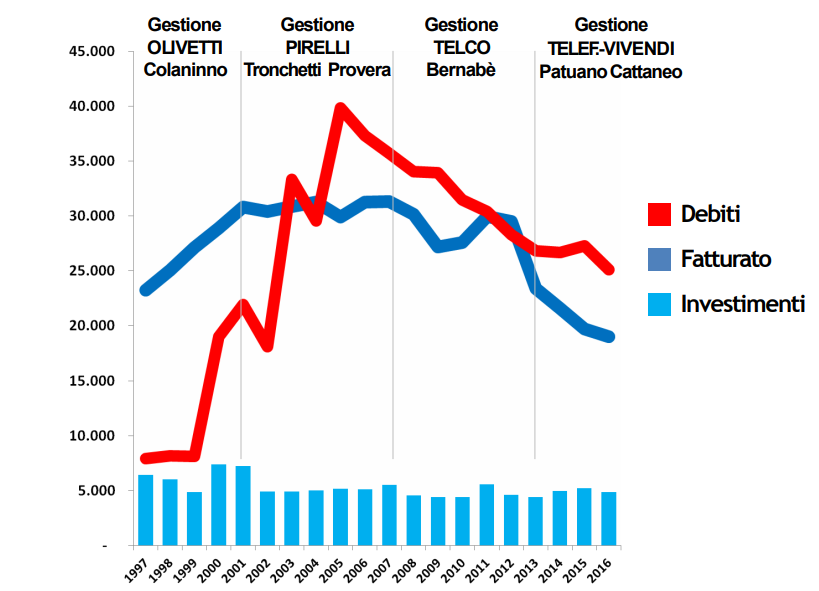 Gestione
OLIVETTI
Colaninno
Gestione
PIRELLI
Tronchetti Provera
Gestione
TELCO
Bernabè
Gestione
TELEF.-VIVENDI
Patuano Cattaneo
45.000
40.000
35.000
30.000
25.000
20.000
15.000
10.000
5.000
-
1997
1998
1999
2000
2001
2002
2003
2004
2005
2006
2007
2008
2009
2010
2011
2012
2013
2014
2015
2016
Debiti
Fatturato
Investimenti